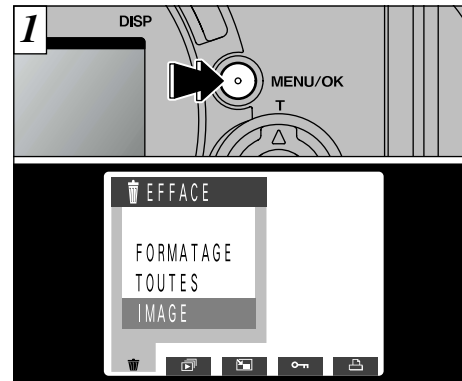 1
DISP
MENU/OK
T
EFFACE
FORMATAGE
TOUTES
IMAGE